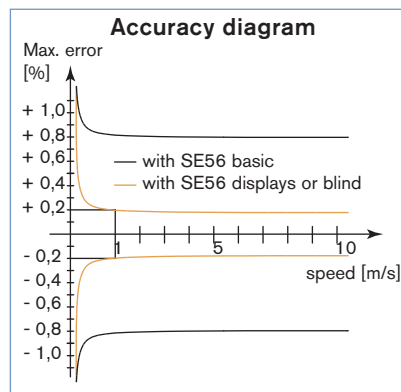 Accuracy diagram
Max. error
[%]
+ 1,0
+ 0,8
+ 0,6
+ 0,4
+ 0,2
with SE56 basic
with SE56 displays or blind
1
5
10
speed [m/s]
- 0,2
- 0,4
- 0,6
- 0,8
- 1,0